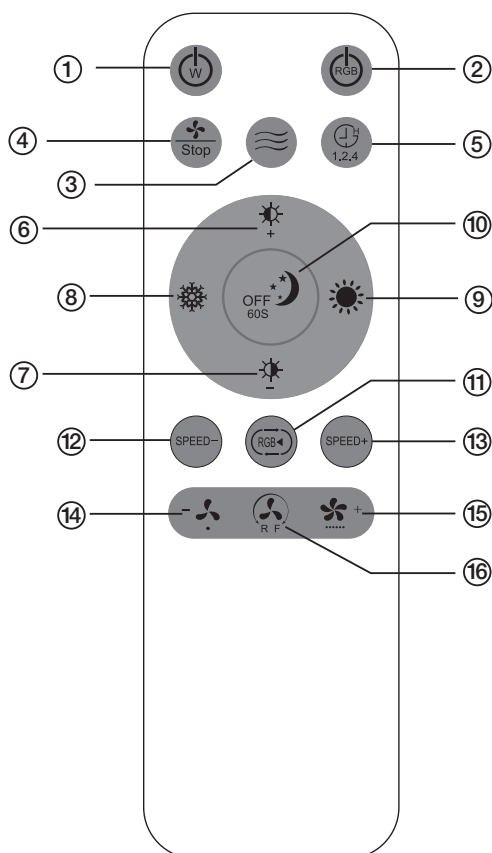 ① W RGB ②
④ Stop ③ H 1.2.4 ⑤
⑥ + ⑩
⑧ OFF ⑨
60S
⑦ − ⑪
⑫ SPEED− RGB SPEED+ ⑬
⑭ − R F + ⑮
⑯